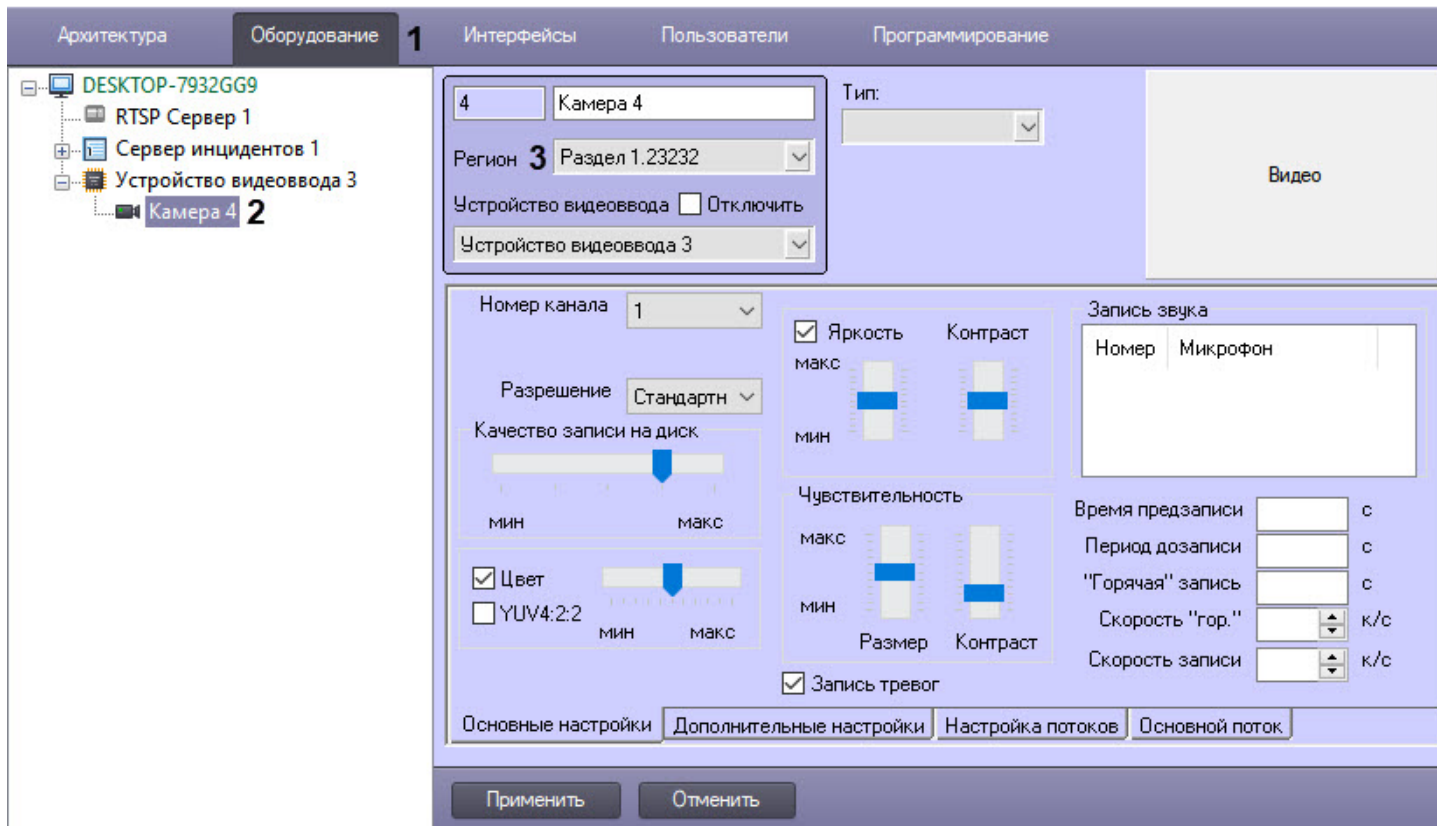 Архитектура Оборудование 1 Интерфейсы Пользователи Программирование
DESKTOP-7932GG9
RTSP Сервер 1
Сервер инцидентов 1
Устройство видеоввода 3
Камера 4 2
4 Камера 4
Регион 3 Раздел 1.23232
Устройство видеоввода Отключить
Устройство видеоввода 3
Тип:
Видео
Номер канала 1
Разрешение Стандартн
Качество записи на диск
мин макс
Цвет
YUV4:2:2
мин макс
Яркость Контраст
макс
мин
Чувствительность
макс
мин
Размер Контраст
Запись тревог
Запись звука
Номер Микрофон
Время предзаписи с
Период дозаписи с
"Горячая" запись с
Скорость "гор." к/с
Скорость записи к/с
Основные настройки Дополнительные настройки Настройка потоков Основной поток
Применить Отменить